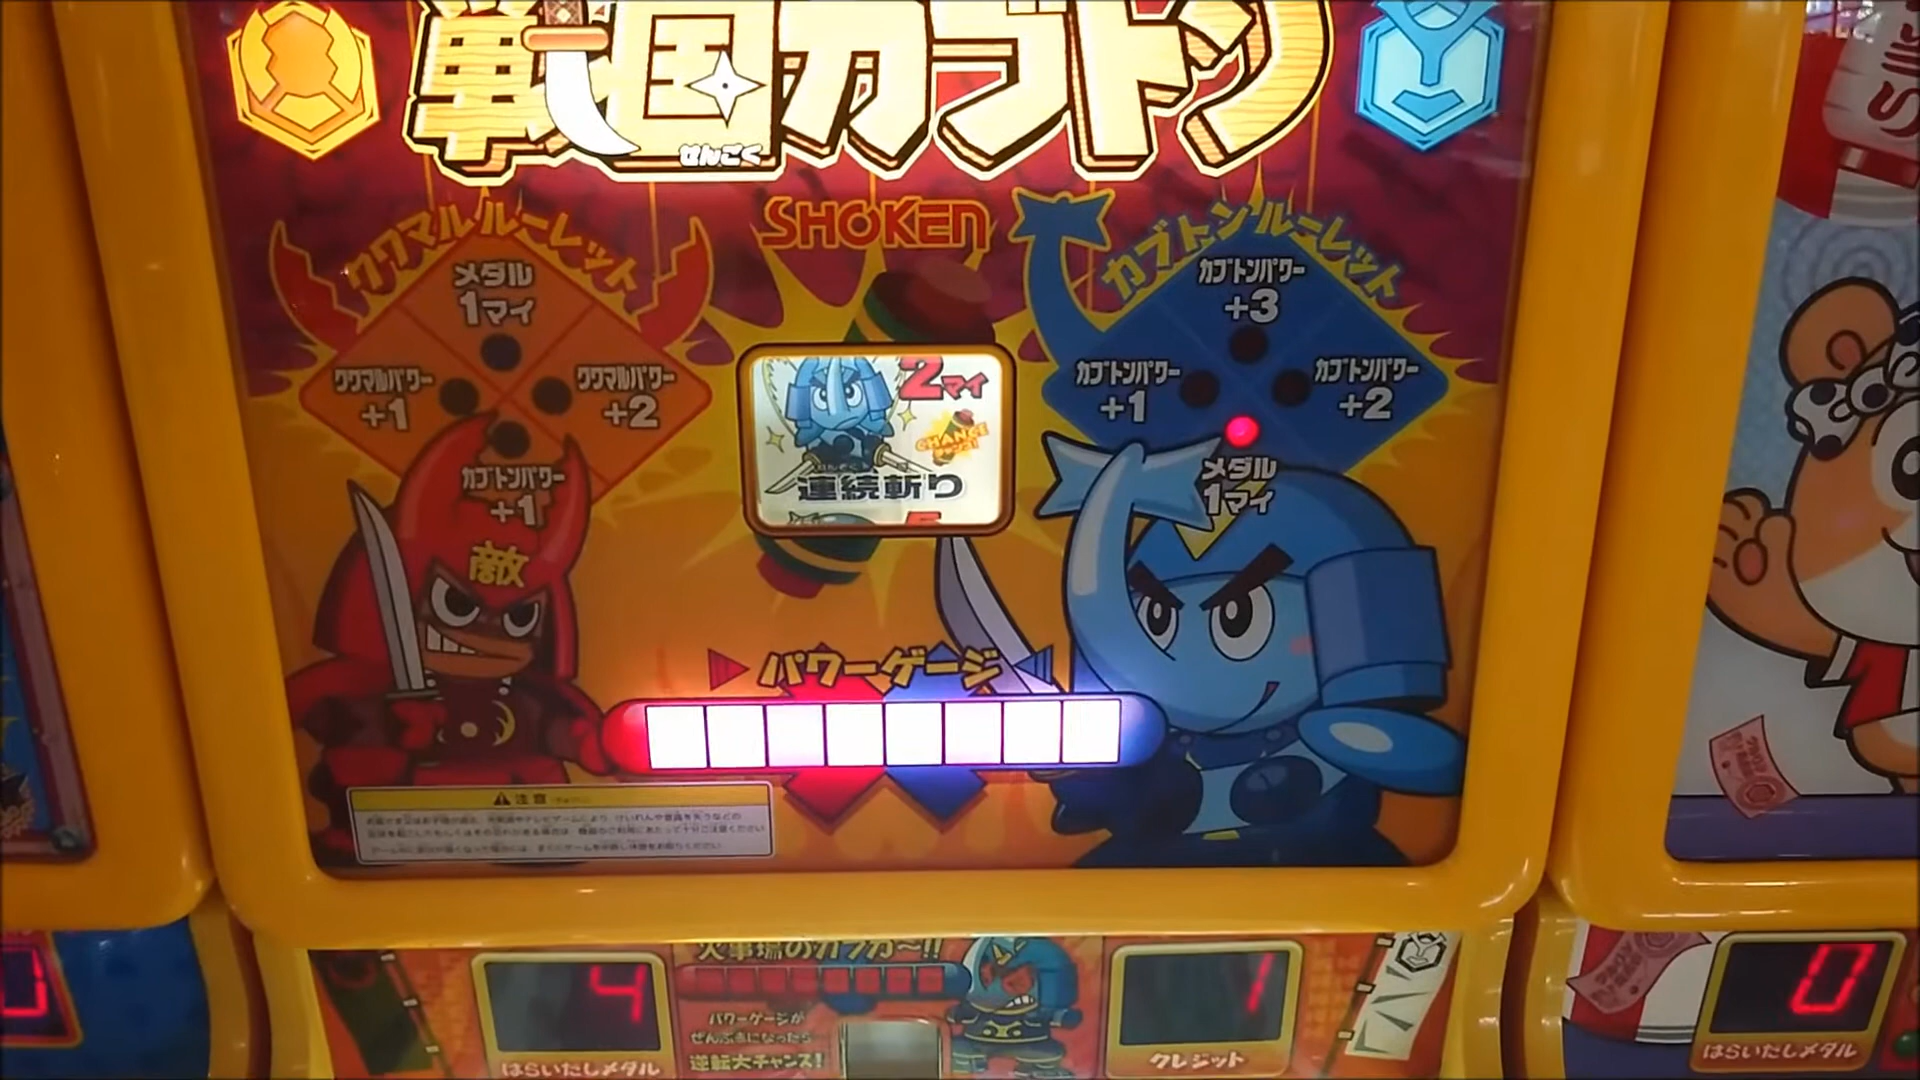 戦国カブトン
せんごく
SHOKEN
クワマルルーレット
メダル
1マイ
クワマルパワー
+1
クワマルパワー
+2
カブトンパワー
+1
敵
2マイ
CHANCE
チャンス!
連続斬り
カブトンルーレット
カブトンパワー
+3
カブトンパワー
+1
カブトンパワー
+2
メダル
1マイ
パワーゲージ
注意
火事場のカブカ〜!!
パワーゲージが
ぜんぶ赤になったら
逆転大チャンス!
4
はらいだしメダル
1
クレジット
0
はらいだしメダル